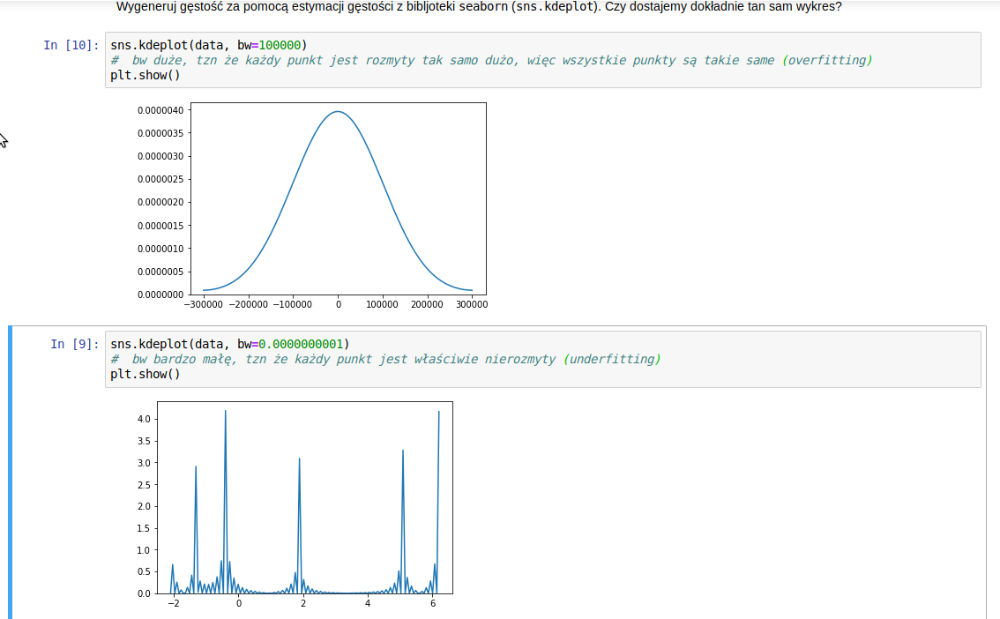 Wygeneruj gęstość za pomocą estymacji gęstości z bibljoteki seaborn (sns.kdeplot). Czy dostajemy dokładnie tan sam wykres?
In [10]: sns.kdeplot(data, bw=100000)
# bw duże, tzn że każdy punkt jest rozmyty tak samo dużo, więc wszystkie punkty są takie same (overfitting)
plt.show()
0.0000040
0.0000035
0.0000030
0.0000025
0.0000020
0.0000015
0.0000010
0.0000005
0.0000000
−300000 −200000 −100000 0 100000 200000 300000
In [9]: sns.kdeplot(data, bw=0.0000000001)
# bw bardzo małę, tzn że każdy punkt jest właściwie nierozmyty (underfitting)
plt.show()
4.0
3.5
3.0
2.5
2.0
1.5
1.0
0.5
0.0
−2 0 2 4 6